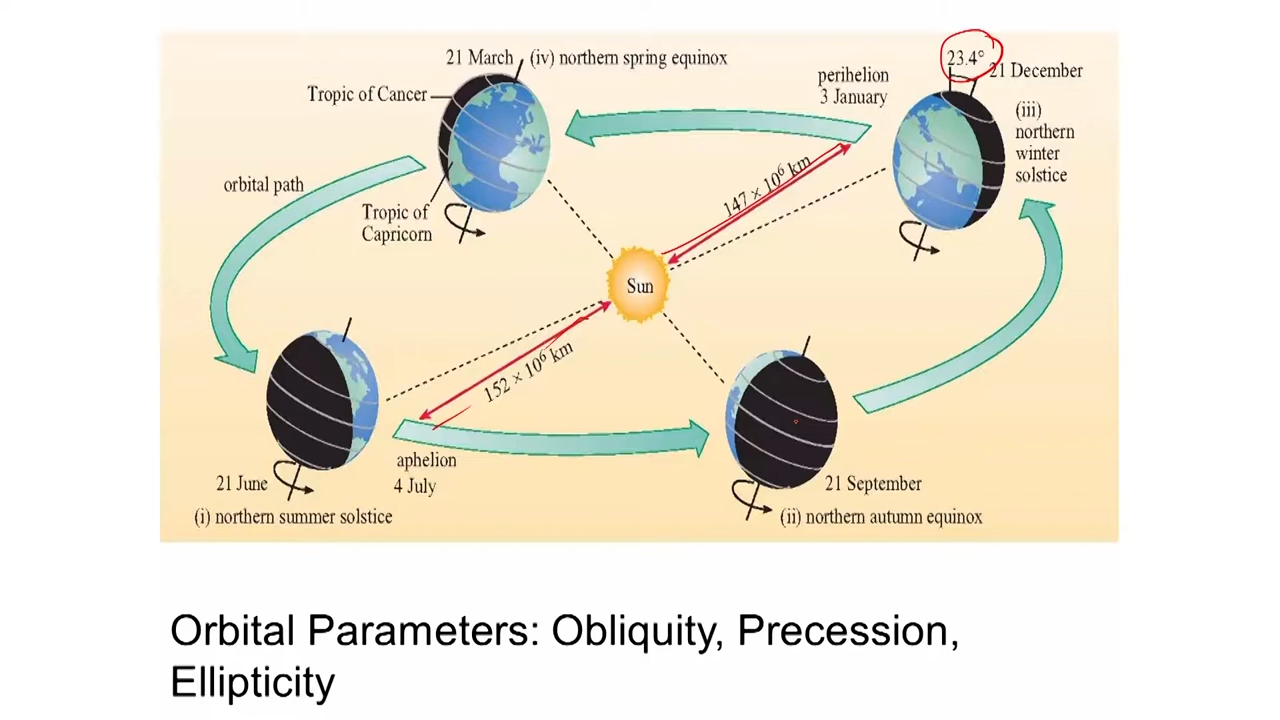 21 March
(iv) northern spring equinox
Tropic of Cancer
perihelion
3 January
23.4°
21 December
(iii)
northern
winter
solstice
orbital path
Tropic of
Capricorn
147 × 10⁶ km
Sun
152 × 10⁶ km
aphelion
4 July
21 June
(i) northern summer solstice
21 September
(ii) northern autumn equinox
Orbital Parameters: Obliquity, Precession,
Ellipticity